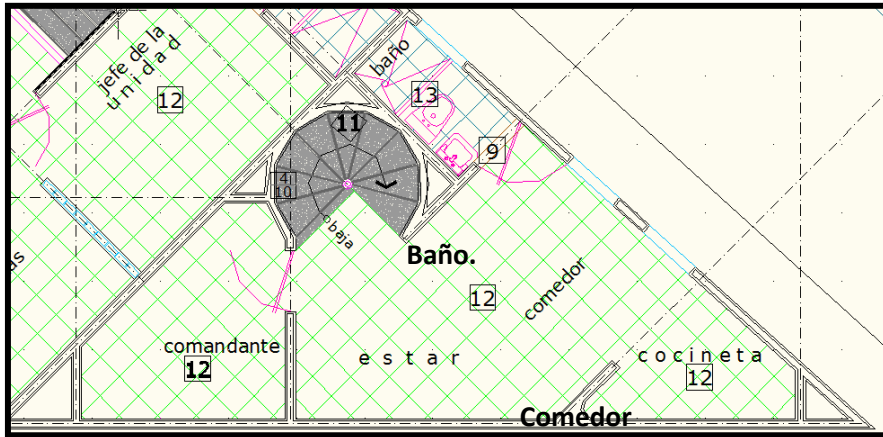 jefe de la
unidad
12
baño
13
11
9
4
10
baja
Baño.
12
comedor
comandante
12
estar
cocineta
12
Comedor